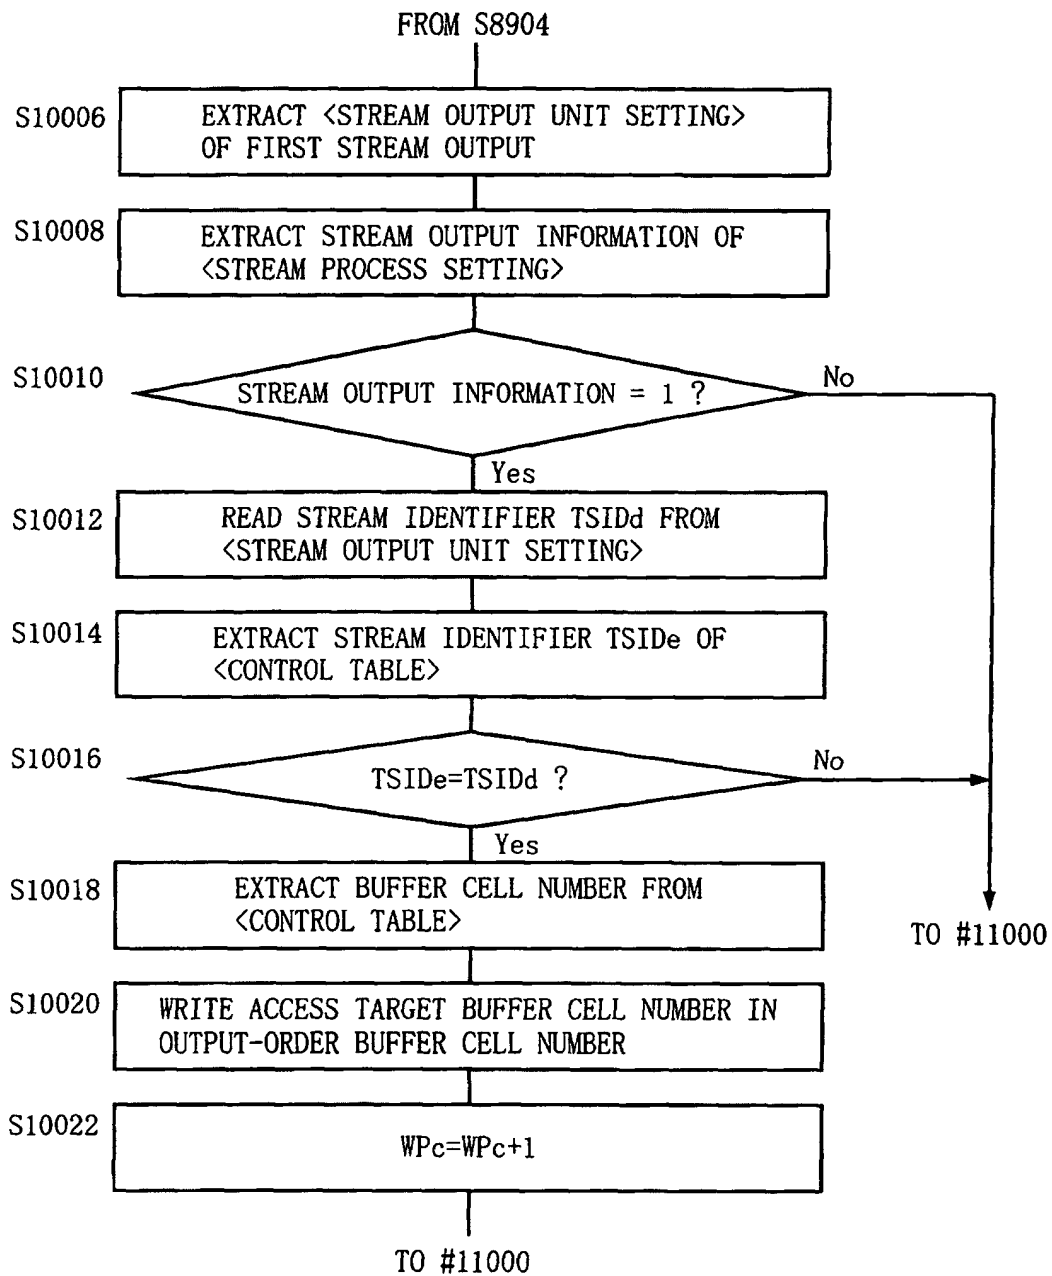 FROM S8904
S10006
EXTRACT <STREAM OUTPUT UNIT SETTING>
OF FIRST STREAM OUTPUT
S10008
EXTRACT STREAM OUTPUT INFORMATION OF
<STREAM PROCESS SETTING>
S10010
STREAM OUTPUT INFORMATION = 1 ?
No
Yes
S10012
READ STREAM IDENTIFIER TSIDd FROM
<STREAM OUTPUT UNIT SETTING>
S10014
EXTRACT STREAM IDENTIFIER TSIDe OF
<CONTROL TABLE>
S10016
TSIDe=TSIDd ?
No
Yes
S10018
EXTRACT BUFFER CELL NUMBER FROM
<CONTROL TABLE>
TO #11000
S10020
WRITE ACCESS TARGET BUFFER CELL NUMBER IN
OUTPUT-ORDER BUFFER CELL NUMBER
S10022
WPc=WPc+1
TO #11000